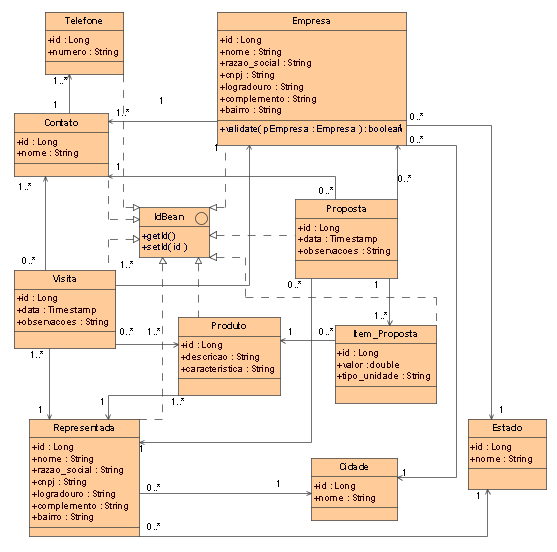 Telefone
+id : Long
+numero : String
Empresa
+id : Long
+nome : String
+razao_social : String
+cnpj : String
+logradouro : String
+complemento : String
+bairro : String
+validate( pEmpresa : Empresa ) : boolean
1..*
1
1
1..*
0..*
1
0..*
1
Contato
+id : Long
+nome : String
1
1..*
0..*
0..*
IdBean
+getId()
+setId( id )
Proposta
+id : Long
+data : Timestamp
+observacoes : String
0..*
1..*
0..*
1
Visita
+id : Long
+data : Timestamp
+observacoes : String
0..*
1..*
1
0..*
1..*
Produto
+id : Long
+descricao : String
+caracteristica : String
Item_Proposta
+id : Long
+valor : double
+tipo_unidade : String
1..*
1
1
1..*
1
Representada
+id : Long
+nome : String
+razao_social : String
+cnpj : String
+logradouro : String
+complemento : String
+bairro : String
1
Estado
+id : Long
+nome : String
Cidade
+id : Long
+nome : String
1
0..*
1
1
0..*